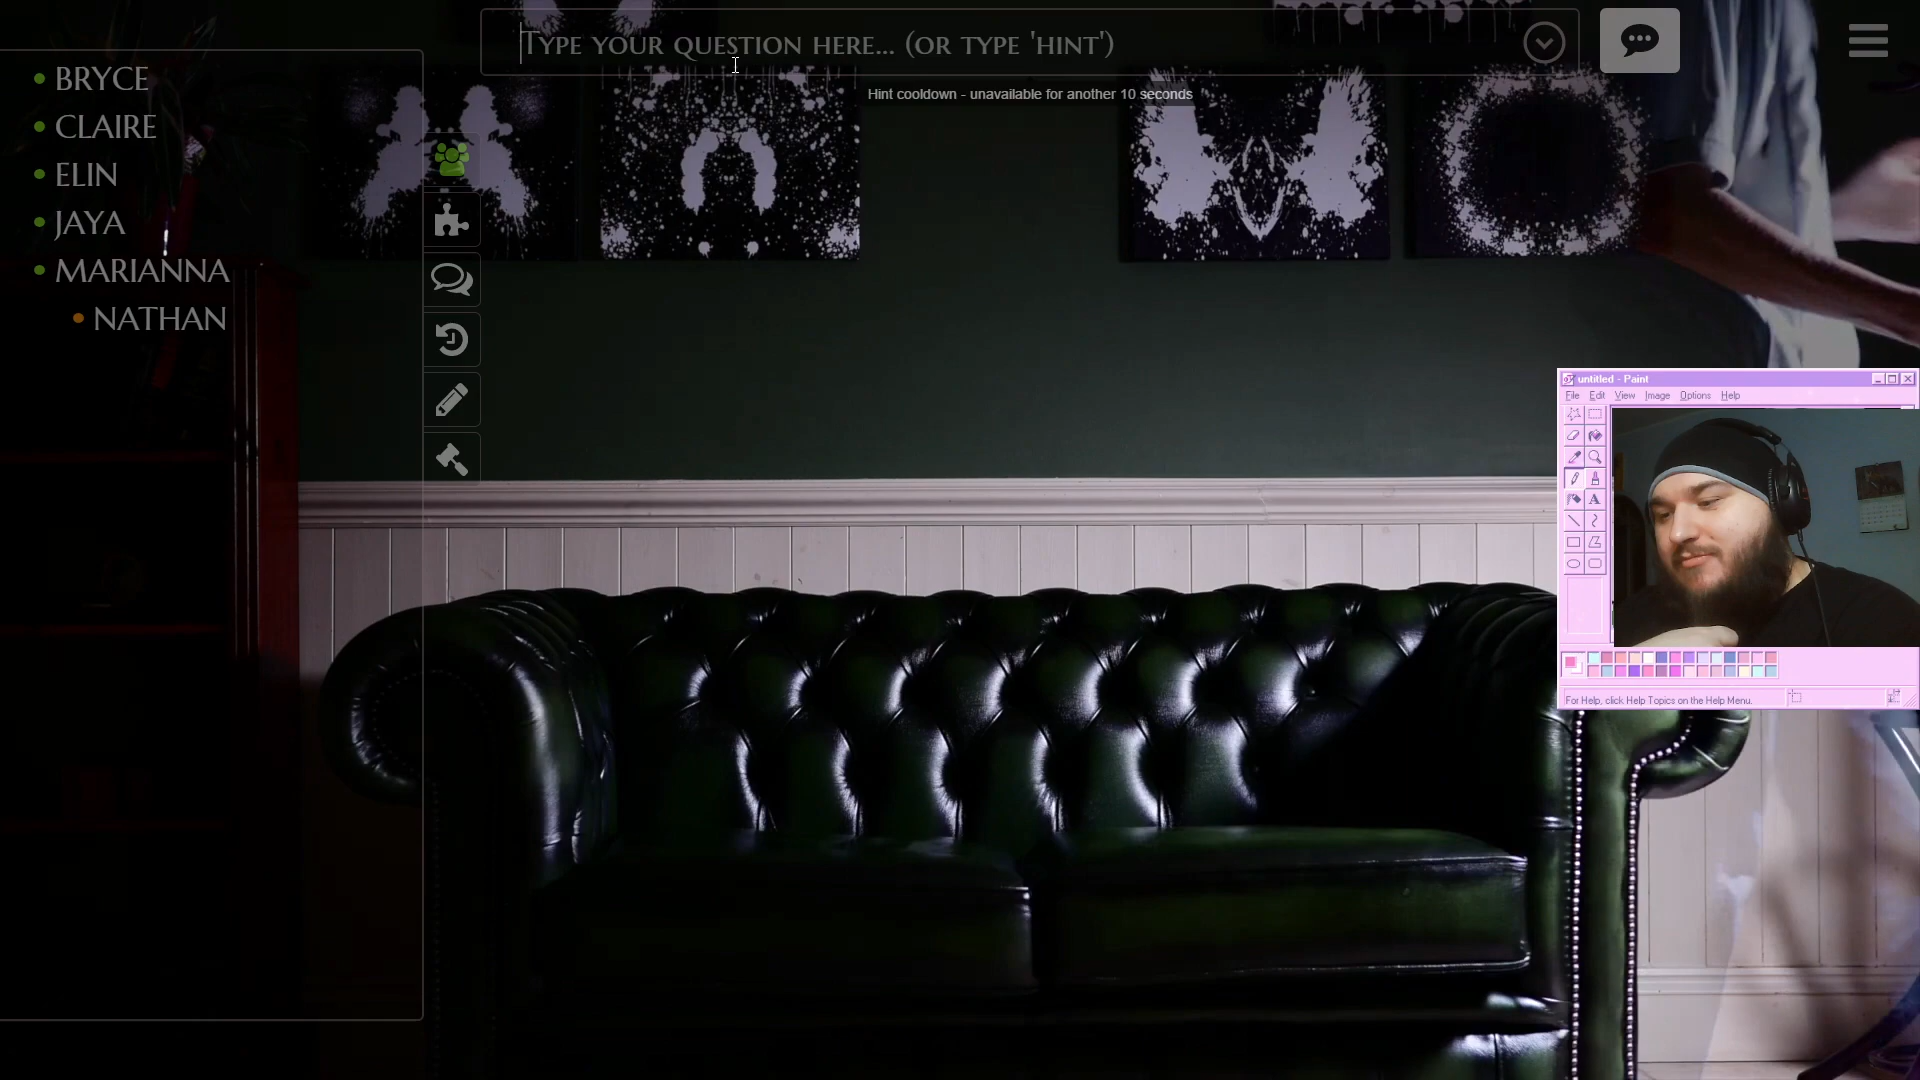 Type your question here... (or type 'hint')
Hint cooldown - unavailable for another 10 seconds
BRYCE
CLAIRE
ELIN
JAYA
MARIANNA
NATHAN
untitled - Paint
File Edit View Image Options Help
A
For Help, click Help Topics on the Help Menu.